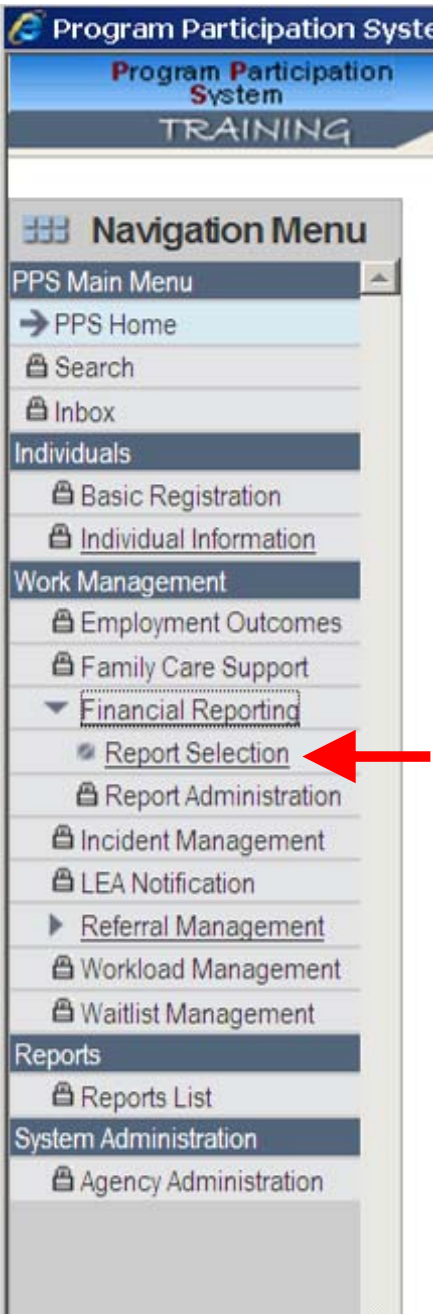 Program Participation Syste
Program Participation
System
TRAINING
Navigation Menu
PPS Main Menu
PPS Home
Search
Inbox
Individuals
Basic Registration
Individual Information
Work Management
Employment Outcomes
Family Care Support
Financial Reporting
Report Selection
Report Administration
Incident Management
LEA Notification
Referral Management
Workload Management
Waitlist Management
Reports
Reports List
System Administration
Agency Administration